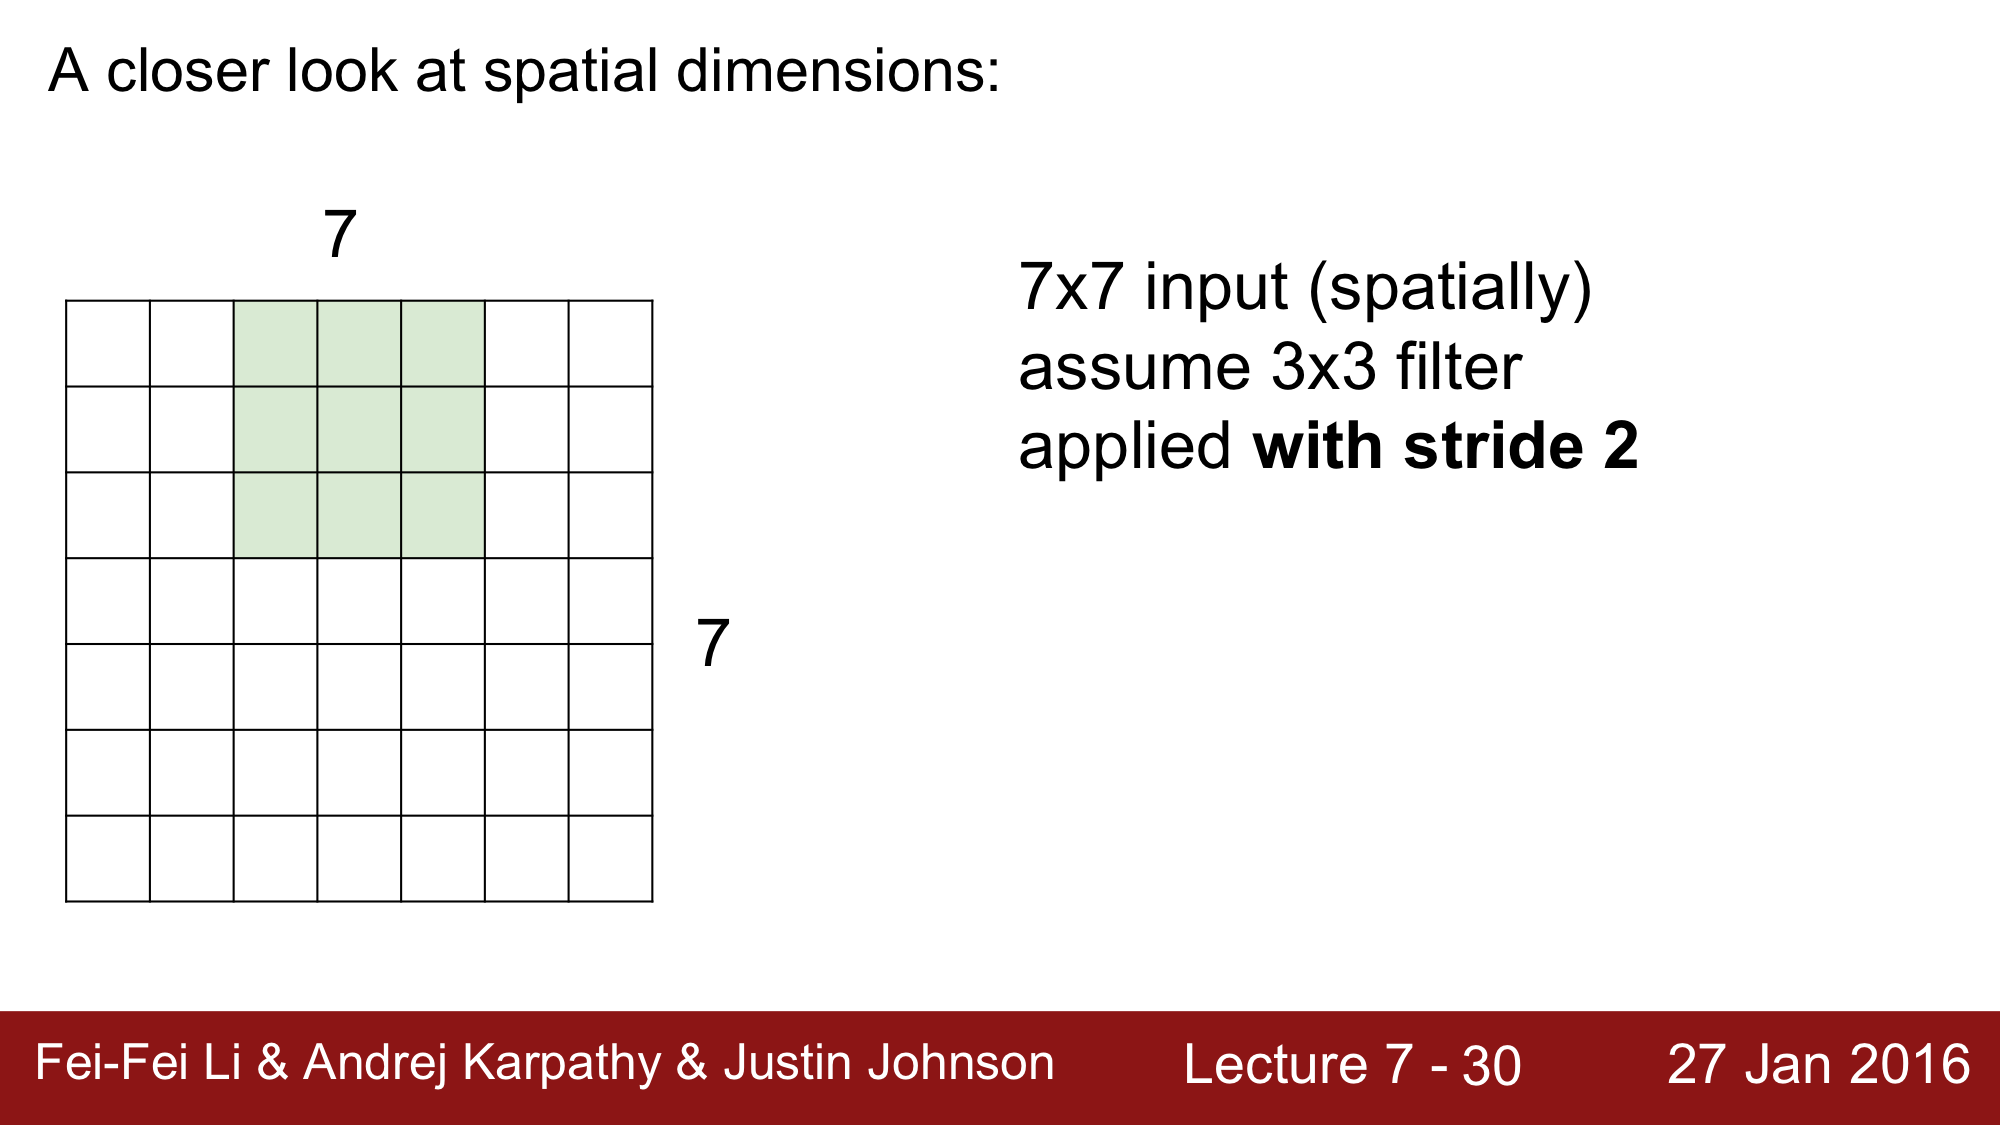 A closer look at spatial dimensions:
7
7x7 input (spatially)
assume 3x3 filter
applied with stride 2
7
Fei-Fei Li & Andrej Karpathy & Justin Johnson
Lecture 7 - 30
27 Jan 2016